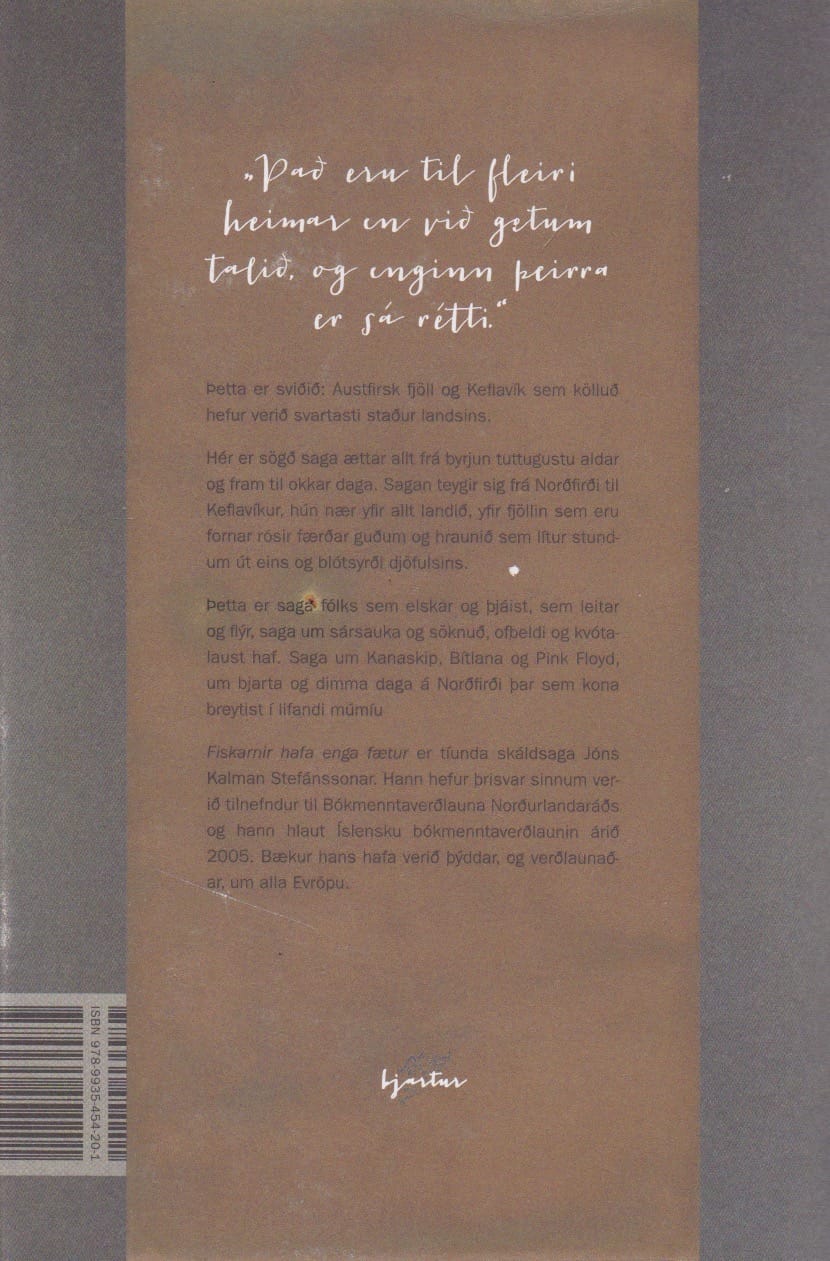 „Það eru til fleiri
heimar en við getum
talið, og enginn þeirra
er sá rétti.“
Þetta er sviðið: Austfirsk fjöll og Keflavík sem kölluð
hefur verið svartasti staður landsins.
Hér er sögð saga ættar allt frá byrjun tuttugustu aldar
og fram til okkar daga. Sagan teygir sig frá Norðfirði til
Keflavíkur, hún nær yfir allt landið, yfir fjöllin sem eru
fornar rósir færðar guðum og hraunið sem lítur stund-
um út eins og blótsyrði djöfulsins.
Þetta er saga fólks sem elskar og þjáist, sem leitar
og flýr, saga um sársauka og söknuð, ofbeldi og kvóta-
laust haf. Saga um Kanaskip, Bítlana og Pink Floyd,
um bjarta og dimma daga á Norðfirði þar sem kona
breytist í lifandi múmíu
Fiskarnir hafa enga fætur er tíunda skáldsaga Jóns
Kalman Stefánssonar. Hann hefur þrisvar sinnum ver-
ið tilnefndur til Bókmenntaverðlauna Norðurlandaráðs
og hann hlaut Íslensku bókmenntaverðlaunin árið
2005. Bækur hans hafa verið þýddar, og verðlaunað-
ar, um alla Evrópu.
ISBN 978-9935-454-20-1
bjartur